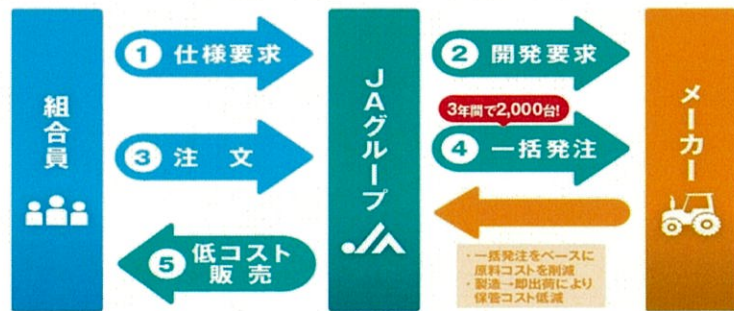 組合員
① 仕様要求
③ 注 文
⑤ 低コスト
販売
JAグループ
② 開発要求
3年間で2,000台!
④ 一括発注
・一括発注をベースに
原料コストを削減
・製造→即出荷により
保管コスト低減
メーカー